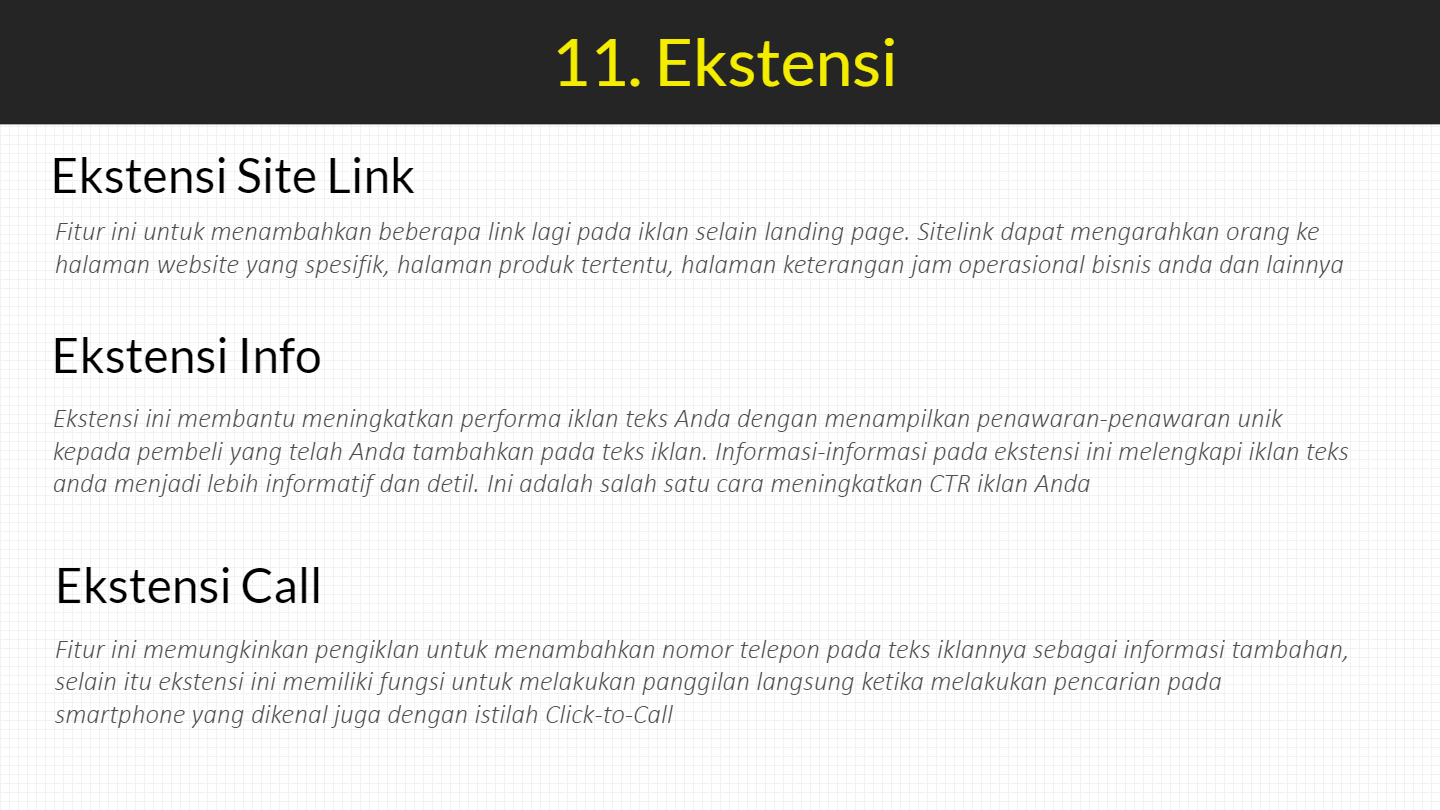 11. Ekstensi
Ekstensi Site Link
Fitur ini untuk menambahkan beberapa link lagi pada iklan selain landing page. Sitelink dapat mengarahkan orang ke
halaman website yang spesifik, halaman produk tertentu, halaman keterangan jam operasional bisnis anda dan lainnya
Ekstensi Info
Ekstensi ini membantu meningkatkan performa iklan teks Anda dengan menampilkan penawaran-penawaran unik
kepada pembeli yang telah Anda tambahkan pada teks iklan. Informasi-informasi pada ekstensi ini melengkapi iklan teks
anda menjadi lebih informatif dan detil. Ini adalah salah satu cara meningkatkan CTR iklan Anda
Ekstensi Call
Fitur ini memungkinkan pengiklan untuk menambahkan nomor telepon pada teks iklannya sebagai informasi tambahan,
selain itu ekstensi ini memiliki fungsi untuk melakukan panggilan langsung ketika melakukan pencarian pada
smartphone yang dikenal juga dengan istilah Click-to-Call